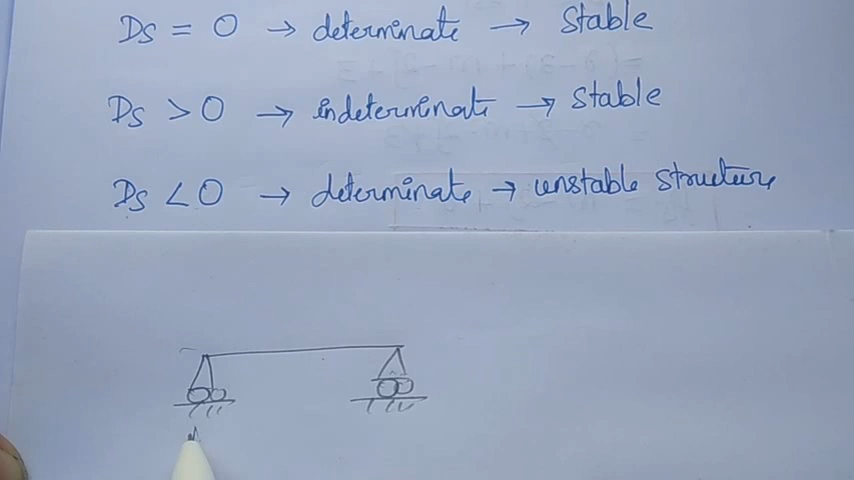 Ds = 0 → determinate → stable
Ds > 0 → indeterminate → stable
Ds < 0 → determinate → unstable structure